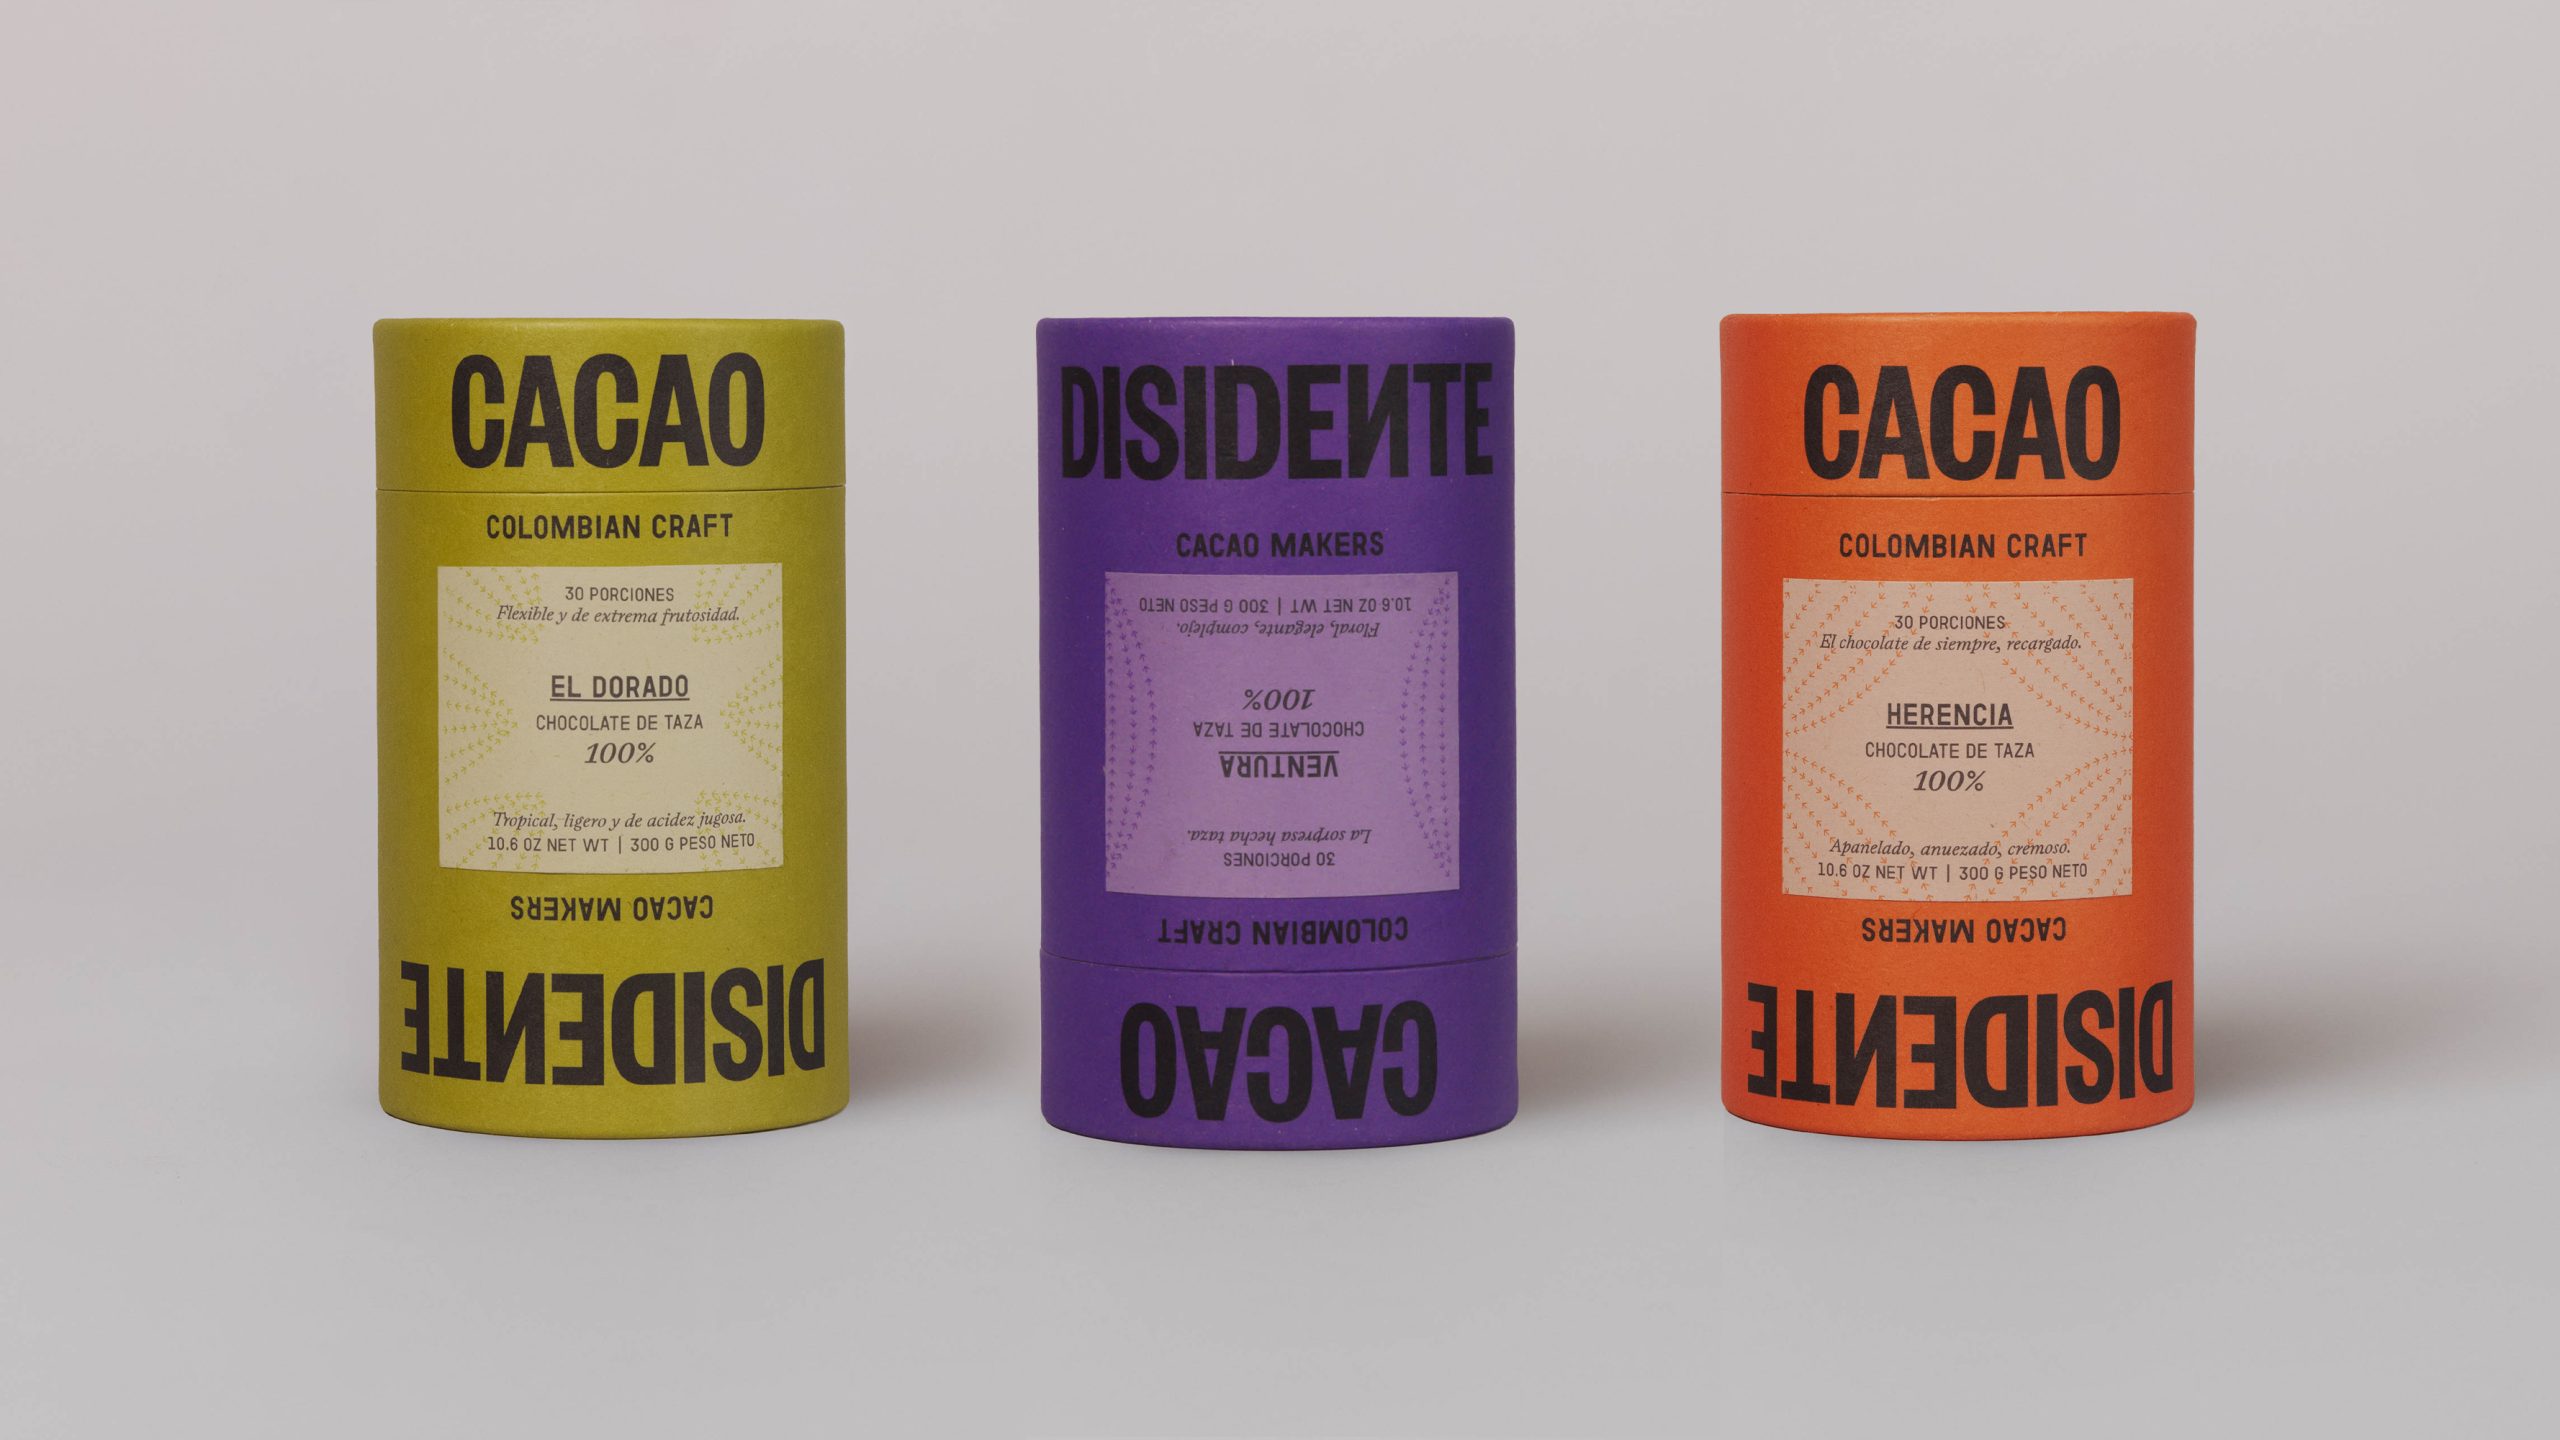 CACAO
COLOMBIAN CRAFT
30 PORCIONES
Flexible y de extrema frutosidad.
EL DORADO
CHOCOLATE DE TAZA
100%
Tropical, ligero y de acidez jugosa.
10.6 OZ NET WT | 300 G PESO NETO
CACAO MAKERS
DISIDENTE
DISIDENTE
CACAO MAKERS
10.6 OZ NET WT | 300 G PESO NETO
Floral, elegante, complejo.
100%
CHOCOLATE DE TAZA
VENTURA
La sorpresa hecha taza.
30 PORCIONES
COLOMBIAN CRAFT
CACAO
CACAO
COLOMBIAN CRAFT
30 PORCIONES
El chocolate de siempre, recargado.
HERENCIA
CHOCOLATE DE TAZA
100%
Apanelado, anuezado, cremoso.
10.6 OZ NET WT | 300 G PESO NETO
CACAO MAKERS
DISIDENTE